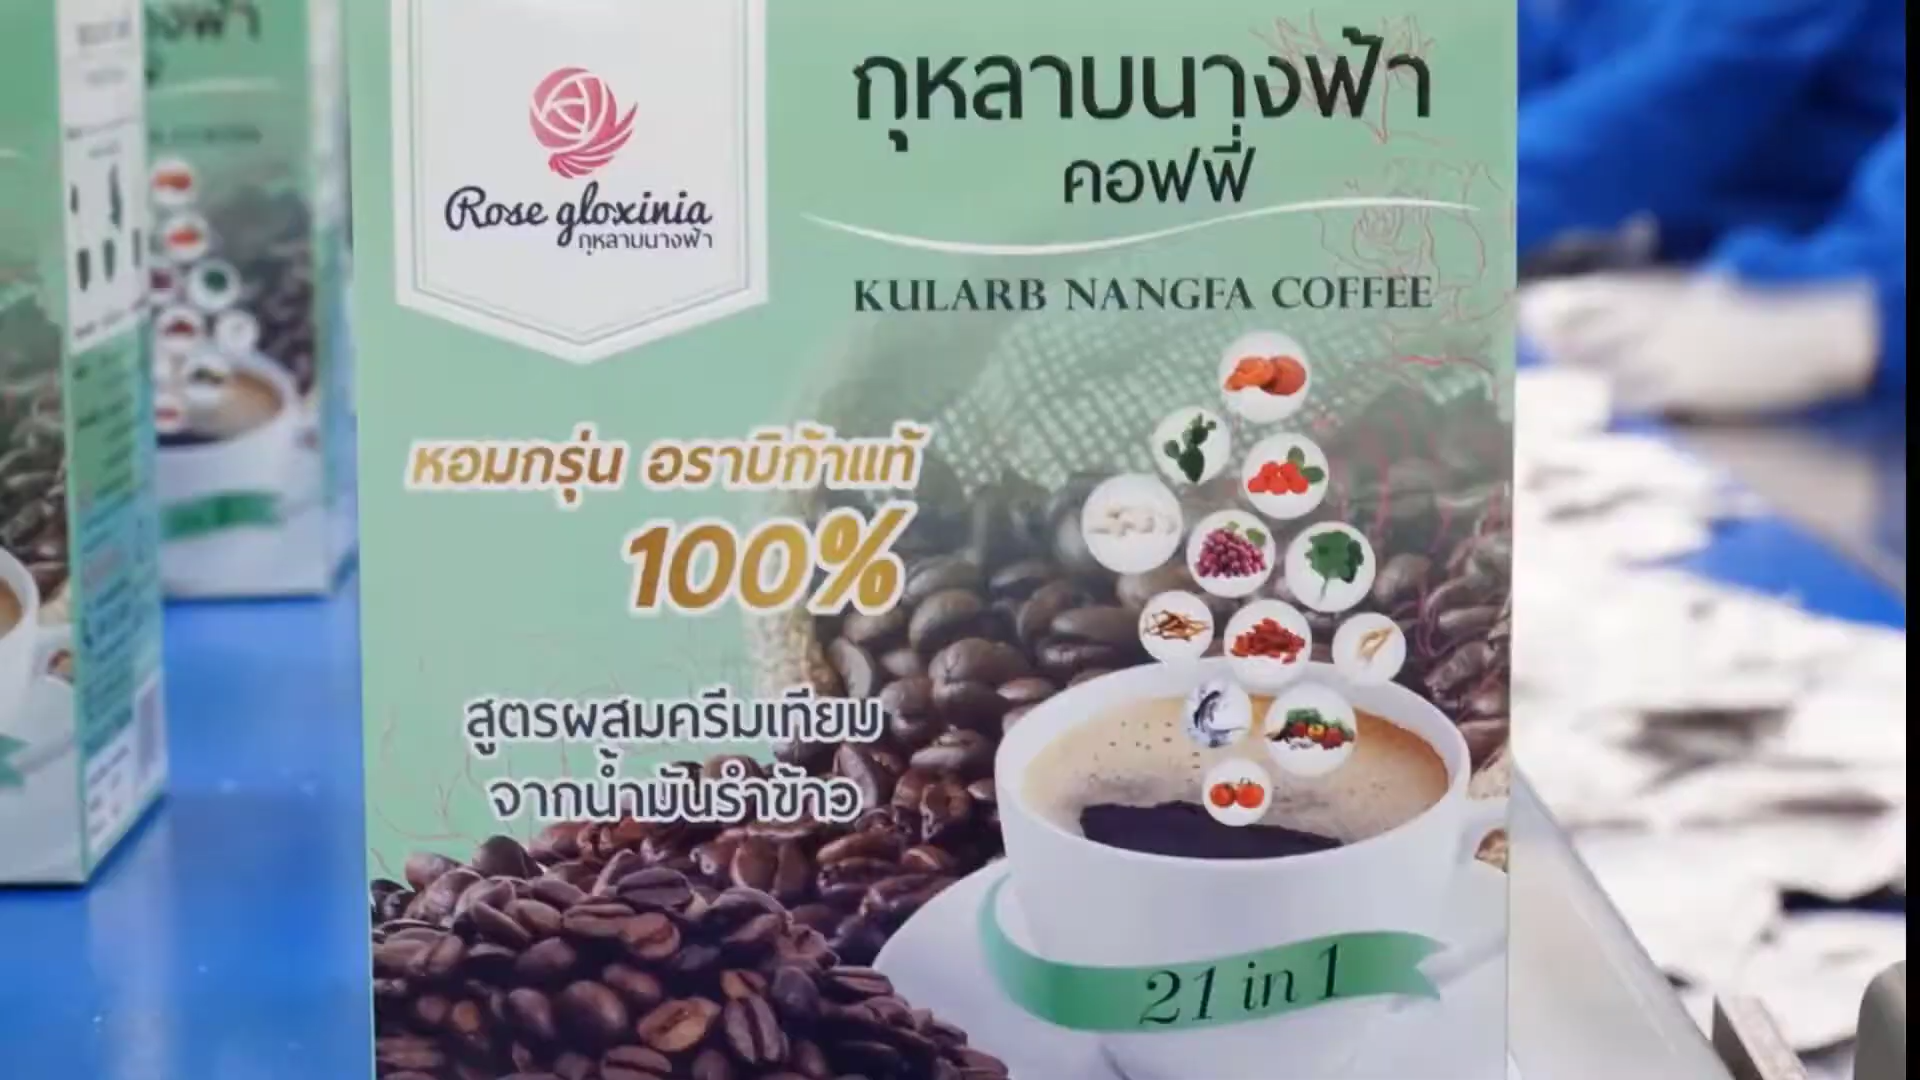 Rose gloxinia
กุหลาบนางฟ้า
กุหลาบนางฟ้า
คอฟฟี่
KULARB NANGFA COFFEE
หอมกรุ่น อราบิก้าแท้
100%
สูตรผสมครีมเทียม
จากน้ำมันรำข้าว
21 in 1